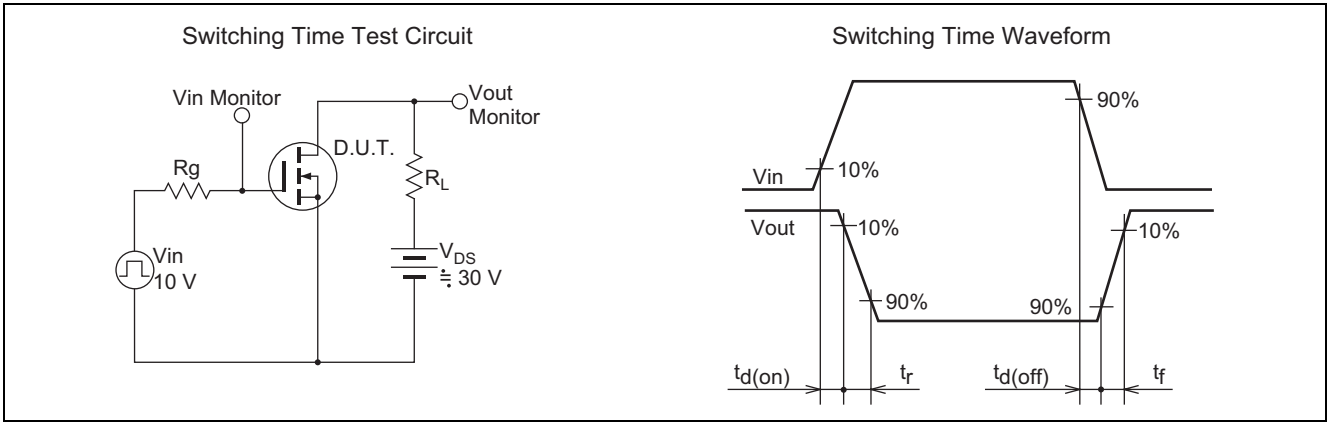 Switching Time Test Circuit
Vin Monitor
Vout
Monitor
D.U.T.
Rg
RL
Vin
10 V
VDS
≒ 30 V
Switching Time Waveform
90%
10%
Vin
Vout
10%
10%
90%
90%
td(on)
tr
td(off)
tf